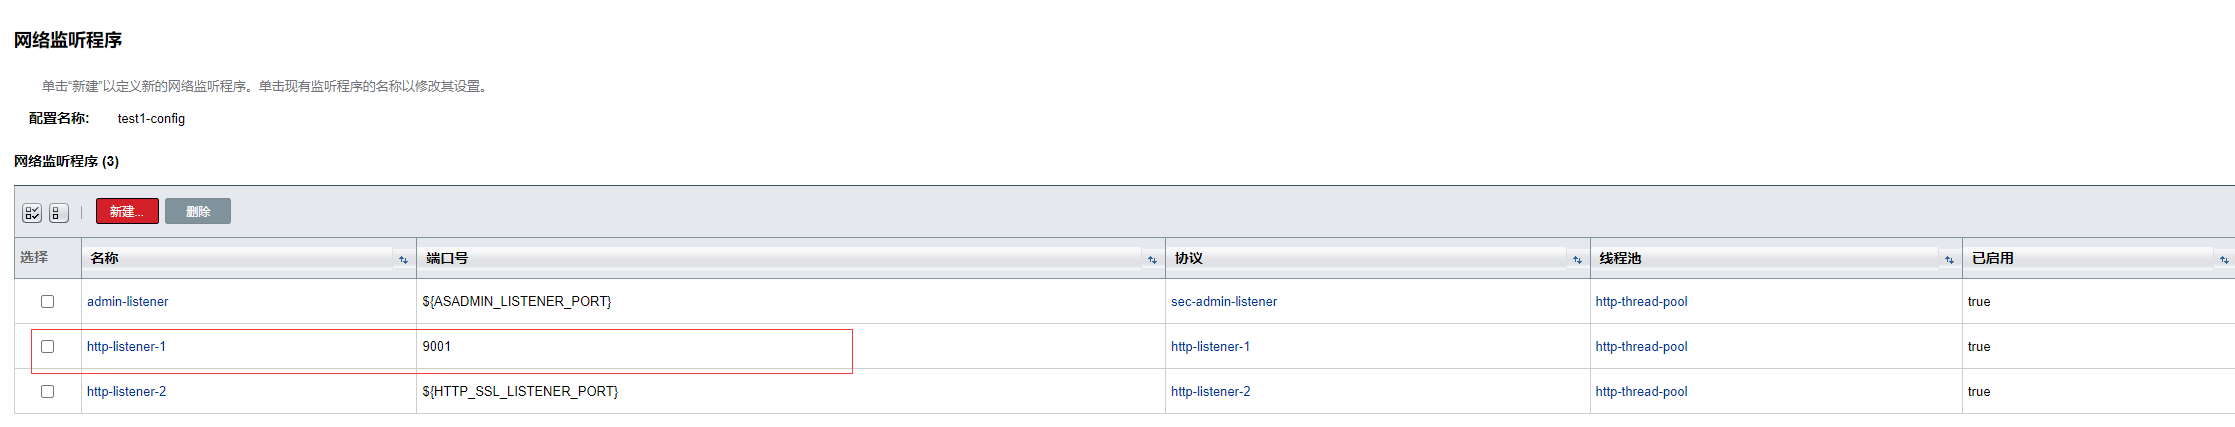 网络监听程序
单击“新建”以定义新的网络监听程序。单击现有监听程序的名称以修改其设置。
配置名称: test1-config
网络监听程序 (3)
新建... 删除
选择 名称 端口号 协议 线程池 已启用
admin-listener ${ASADMIN_LISTENER_PORT} sec-admin-listener http-thread-pool true
http-listener-1 9001 http-listener-1 http-thread-pool true
http-listener-2 ${HTTP_SSL_LISTENER_PORT} http-listener-2 http-thread-pool true